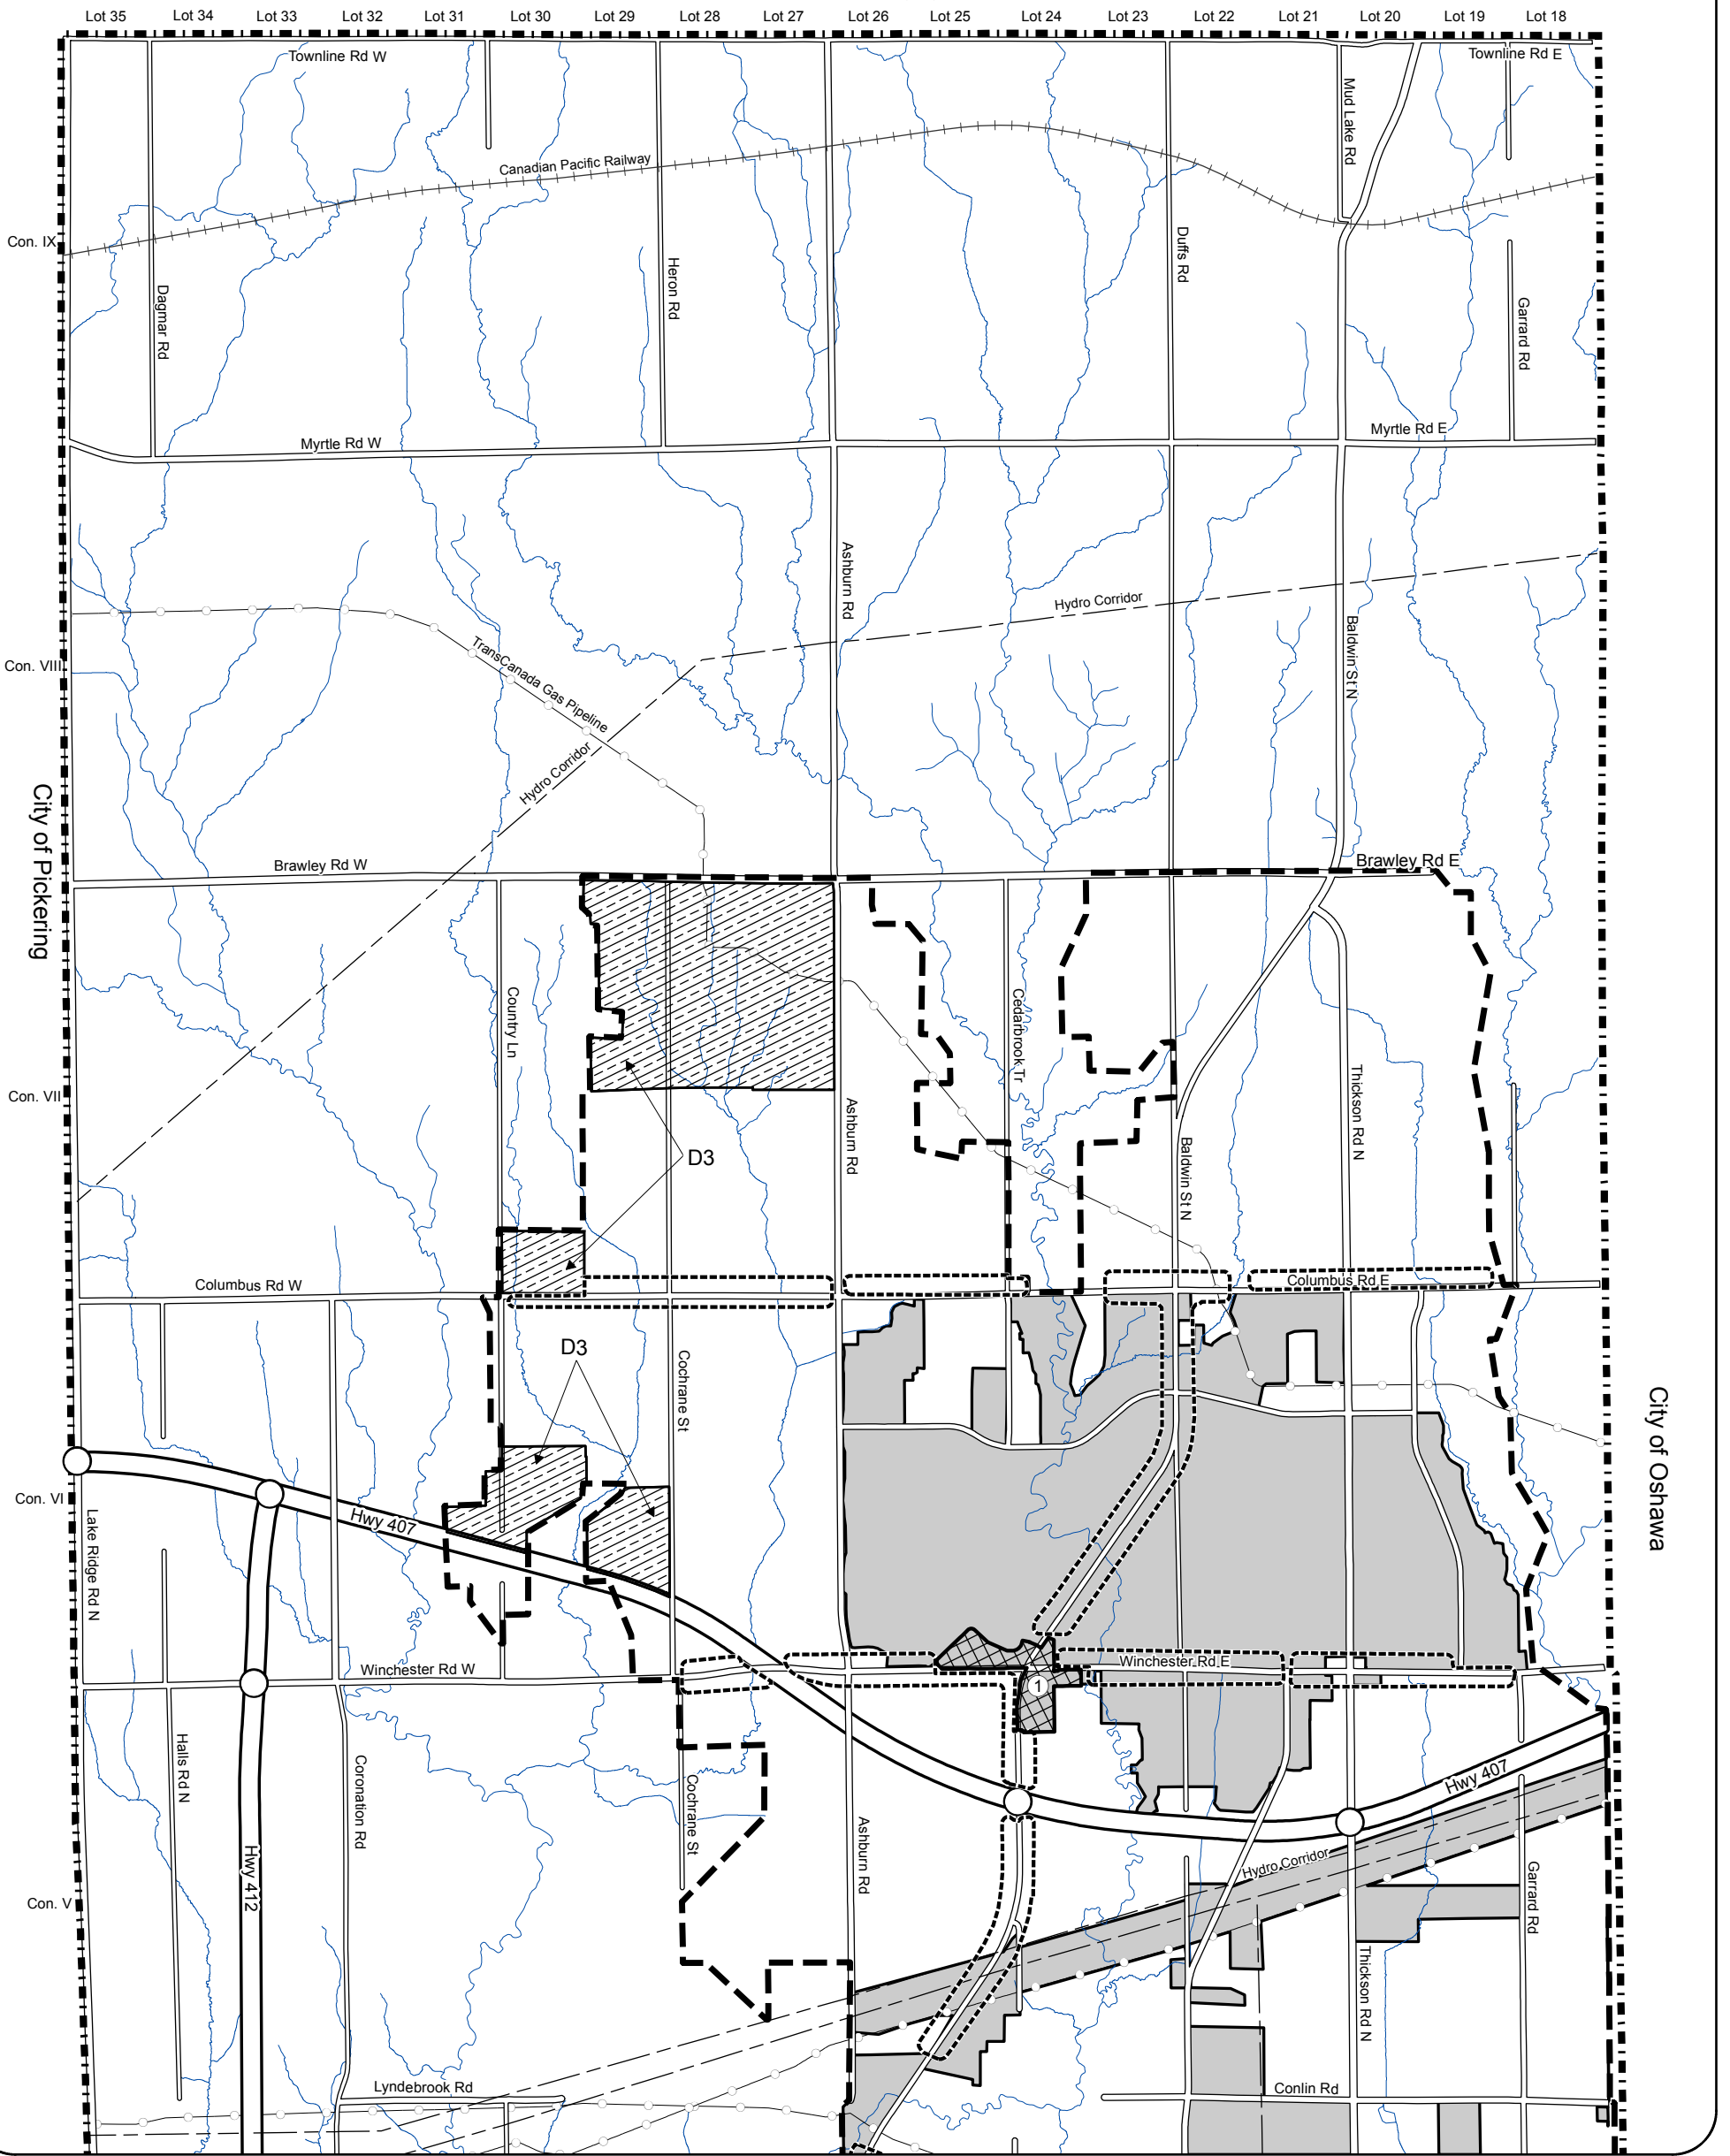 Lot 35 Lot 34 Lot 33 Lot 32 Lot 31 Lot 30 Lot 29 Lot 28 Lot 27 Lot 26 Lot 25 Lot 24 Lot 23 Lot 22 Lot 21 Lot 20 Lot 19 Lot 18
Townline Rd W
Townline Rd E
Mud Lake Rd
Canadian Pacific Railway
Con. IX
Duffs Rd
Heron Rd
Dagmar Rd
Garrard Rd
Myrtle Rd W
Myrtle Rd E
Ashburn Rd
Hydro Corridor
Baldwin St N
Con. VIII
TransCanada Gas Pipeline
Hydro Corridor
City of Pickering
Brawley Rd W
Brawley Rd E
Country Ln
Cedarbrook Tr
Con. VII
Ashburn Rd
Thickson Rd N
D3
Baldwin St N
Columbus Rd W
Columbus Rd E
D3
Cochrane St
City of Oshawa
Con. VI
Lake Ridge Rd N
Hwy 407
Winchester Rd W
Winchester Rd E
1
Halls Rd N
Coronation Rd
Cochrane St
Hwy 407
Ashburn Rd
Hwy 412
Hydro Corridor
Garrard Rd
Con. V
Thickson Rd N
Lyndebrook Rd
Conlin Rd